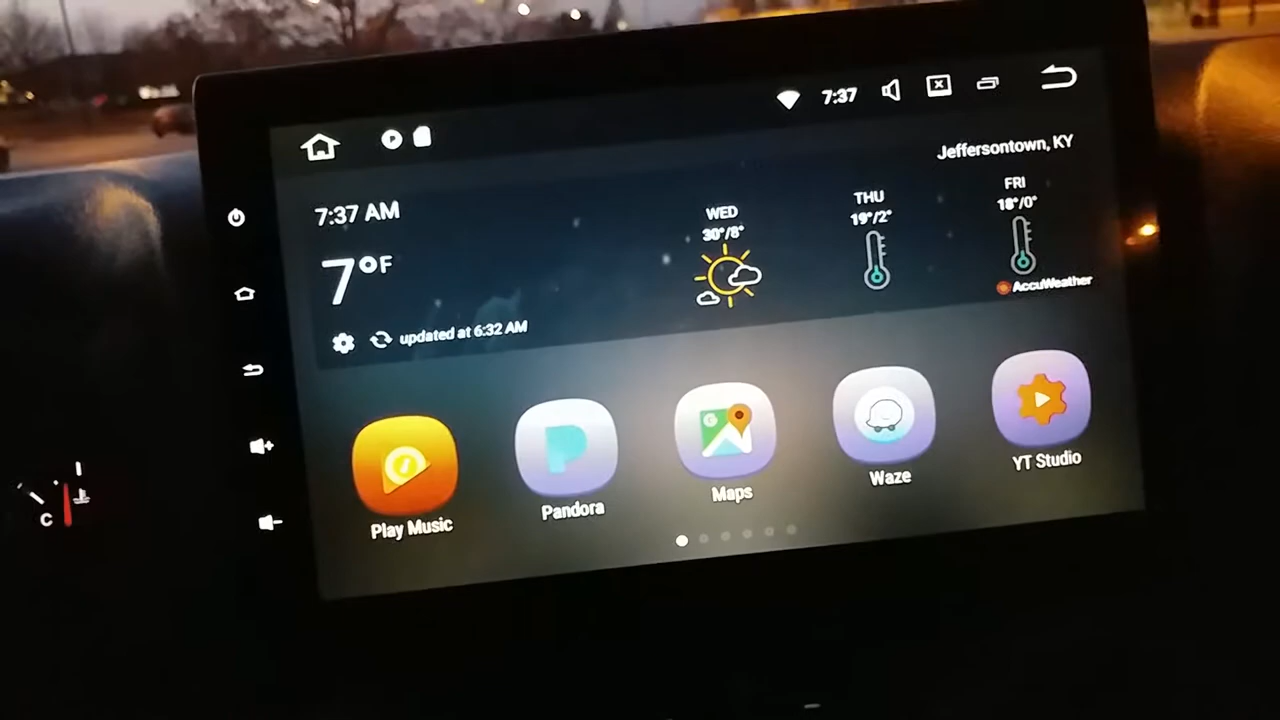 7:37
Jeffersontown, KY
7:37 AM
7°F
updated at 6:32 AM
WED
30°/8°
THU
19°/2°
FRI
18°/0°
AccuWeather
Play Music
Pandora
Maps
Waze
YT Studio
C